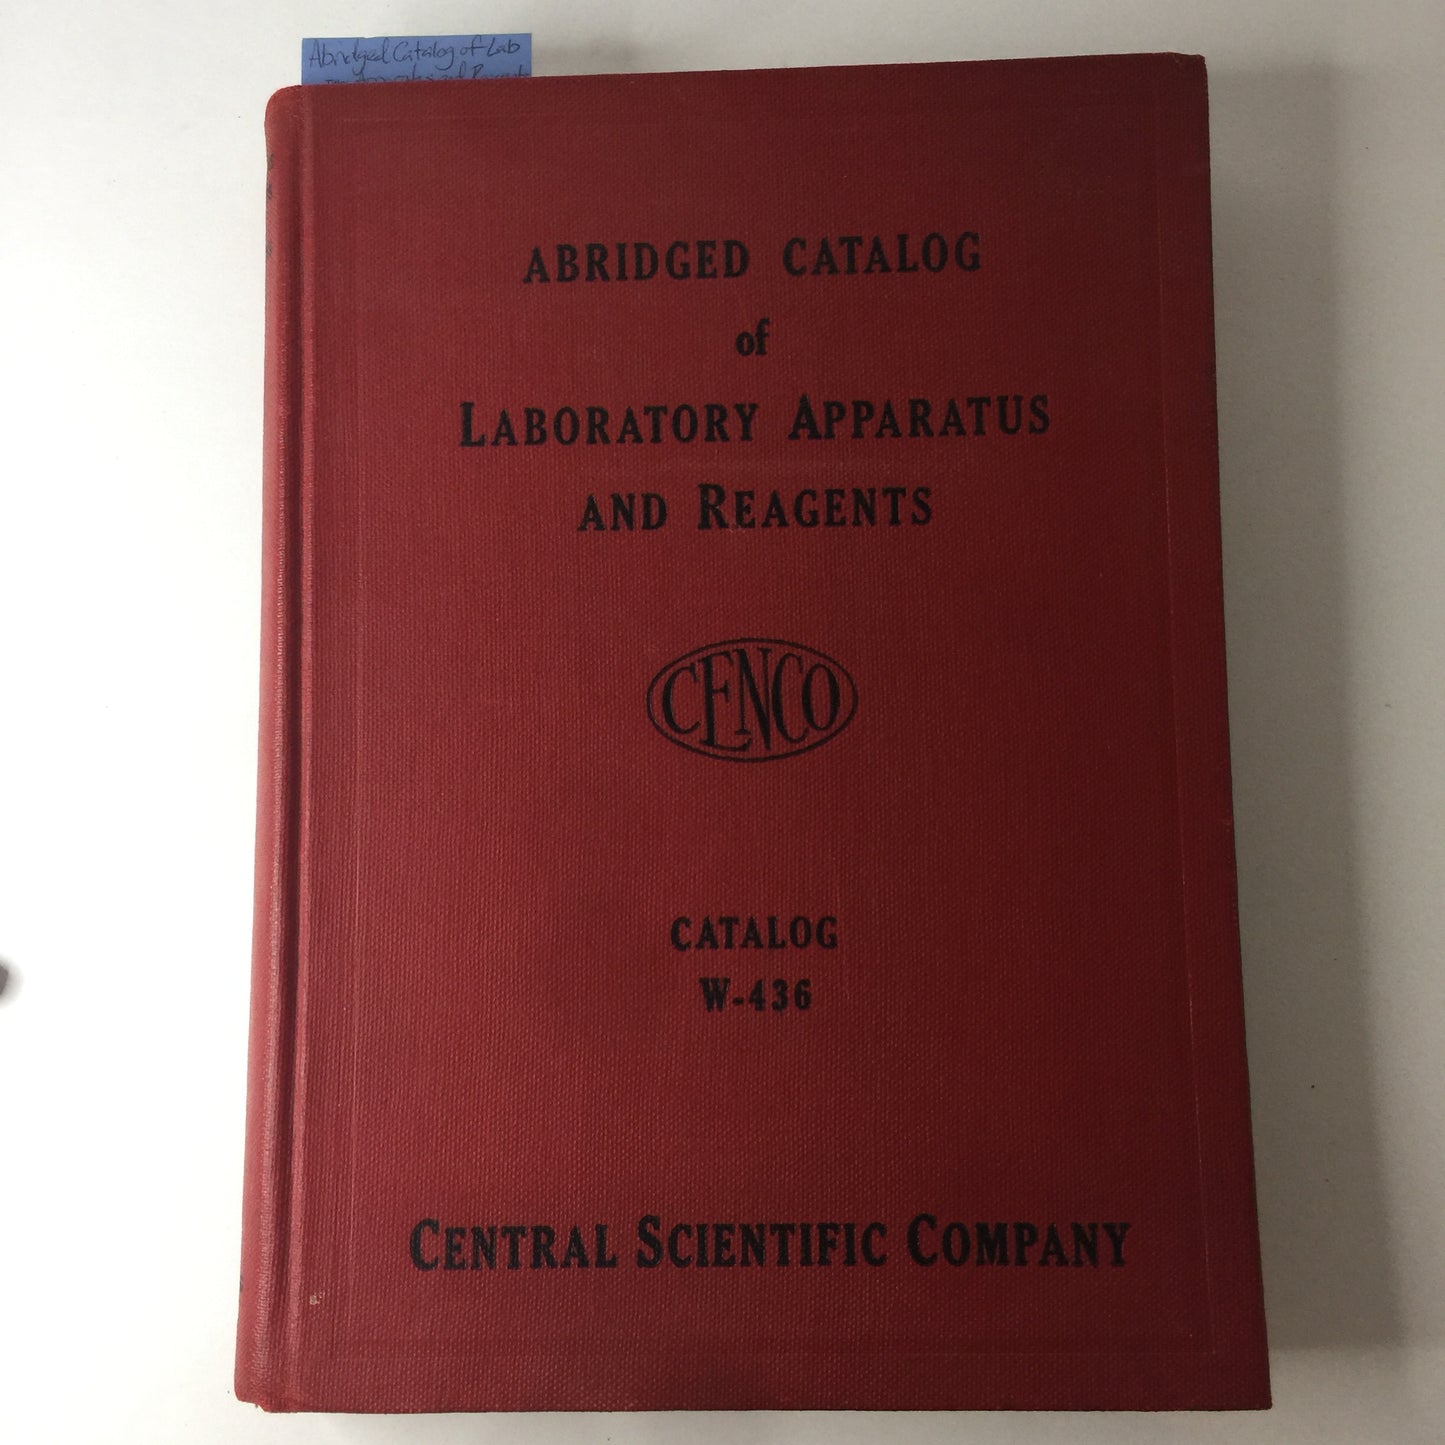 Abridged Catalog of Lab
ABRIDGED CATALOG
of
LABORATORY APPARATUS
AND REAGENTS
CENCO
CATALOG
W-436
CENTRAL SCIENTIFIC COMPANY